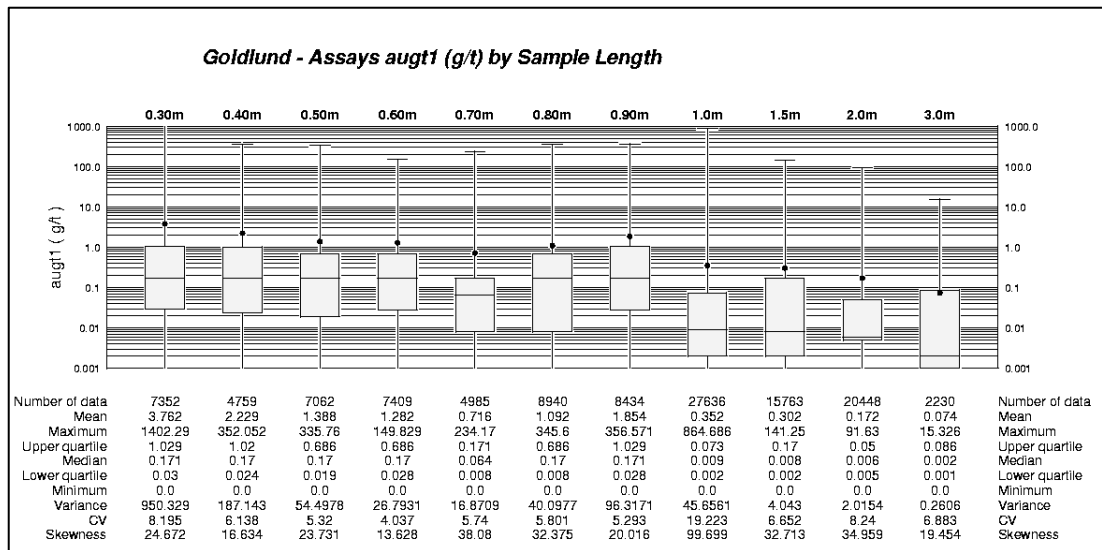 Goldlund - Assays augt1 (g/t) by Sample Length
0.30m 0.40m 0.50m 0.60m 0.70m 0.80m 0.90m 1.0m 1.5m 2.0m 3.0m
1000.0 1000.0
100.0 100.0
10.0 10.0
1.0 1.0
0.1 0.1
0.01 0.01
0.001 0.001
augt1 ( g/t)
Number of data 7352 4759 7062 7409 4985 8940 8434 27636 15763 20448 2230 Number of data
Mean 3.762 2.229 1.388 1.282 0.716 1.092 1.854 0.352 0.302 0.172 0.074 Mean
Maximum 1402.29 352.052 335.76 149.829 234.17 345.6 356.571 864.686 141.25 91.63 15.326 Maximum
Upper quartile 1.029 1.02 0.686 0.686 0.171 0.686 1.029 0.073 0.17 0.05 0.086 Upper quartile
Median 0.171 0.17 0.17 0.17 0.064 0.17 0.171 0.009 0.008 0.006 0.002 Median
Lower quartile 0.03 0.024 0.019 0.028 0.008 0.008 0.028 0.002 0.002 0.005 0.001 Lower quartile
Minimum 0.0 0.0 0.0 0.0 0.0 0.0 0.0 0.0 0.0 0.0 0.0 Minimum
Variance 950.329 187.143 54.4978 26.7931 16.8709 40.0977 96.3171 45.6561 4.043 2.0154 0.2606 Variance
CV 8.195 6.138 5.32 4.037 5.74 5.801 5.293 19.223 6.652 8.24 6.883 CV
Skewness 24.672 16.634 23.731 13.628 38.08 32.375 20.016 99.699 32.713 34.959 19.454 Skewness